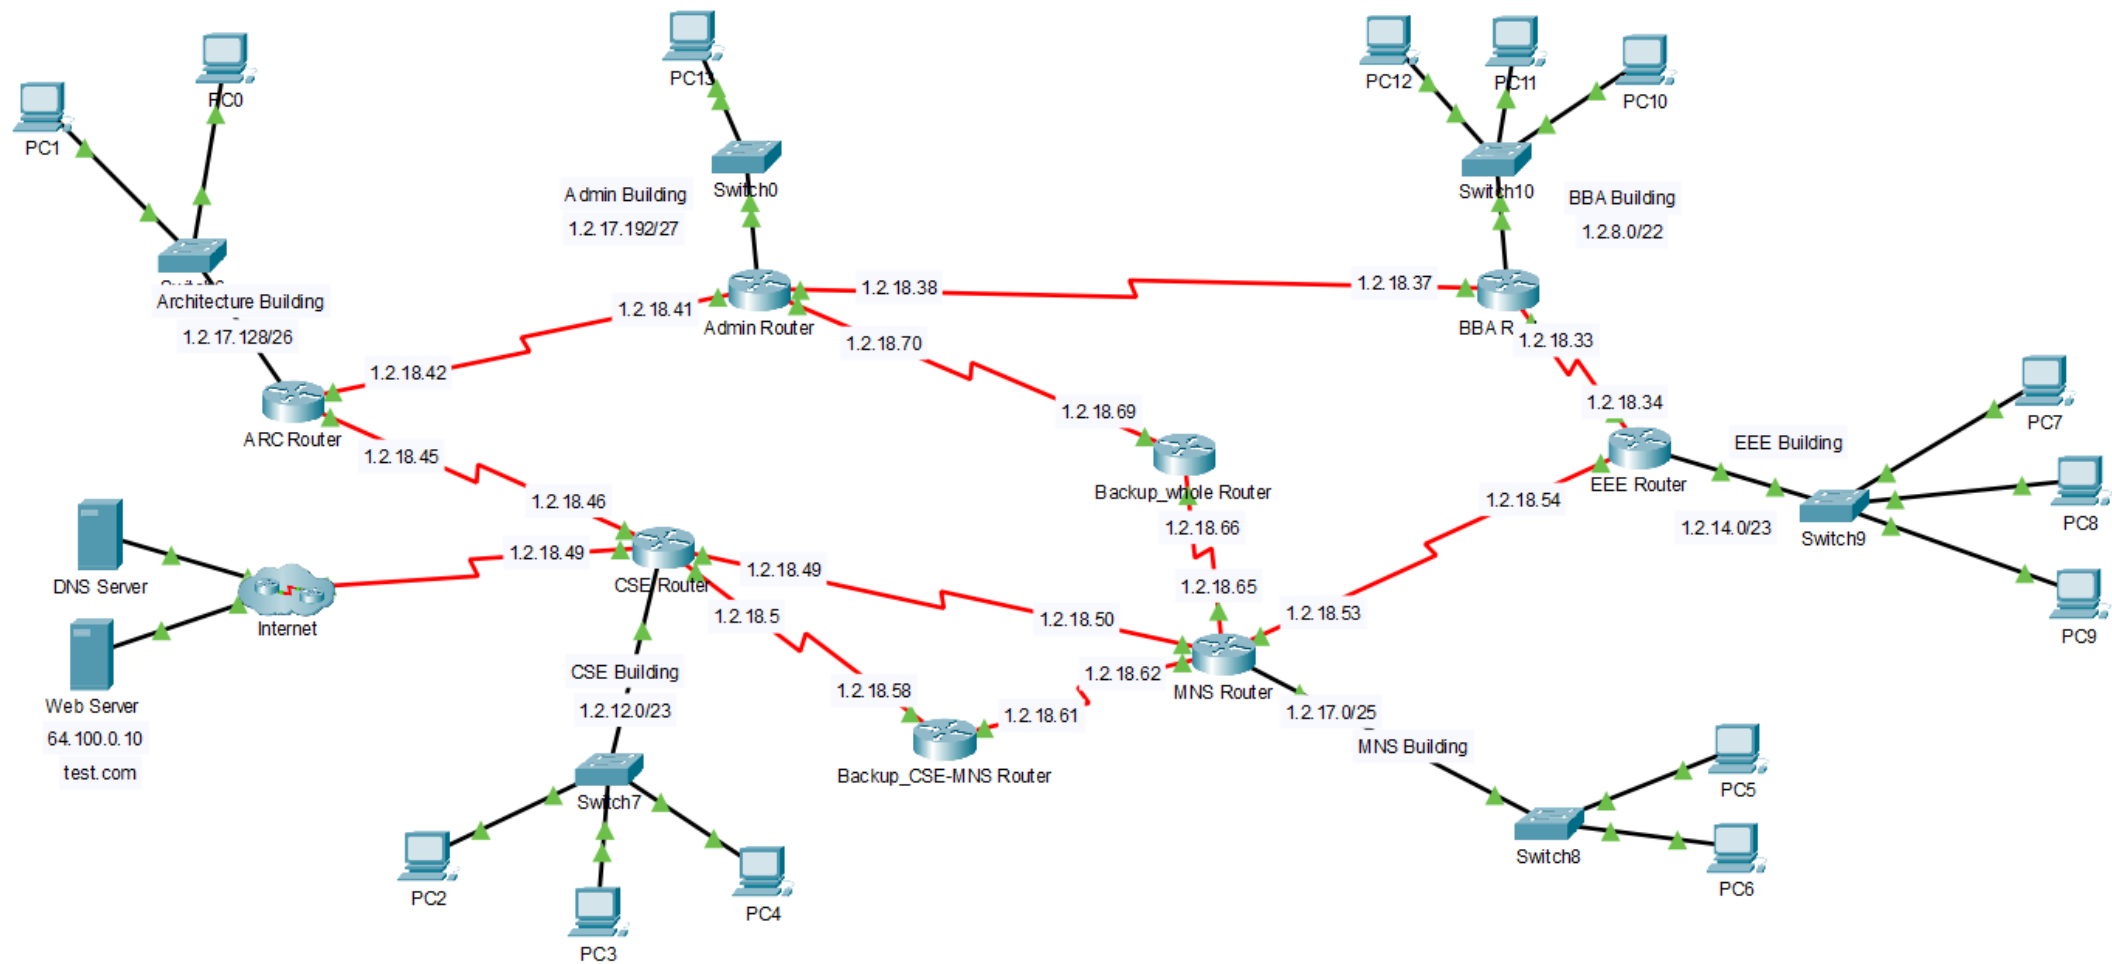 PC13
PC12
PC11
PC10
PC0
PC1
Switch0
Switch10
Admin Building
1.2.17.192/27
BBA Building
1.2.8.0/22
Architecture Building
1.2.17.128/26
1.2.18.41
Admin Router
1.2.18.38
1.2.18.37
BBA R
1.2.18.33
1.2.18.42
1.2.18.70
ARC Router
1.2.18.45
1.2.18.69
1.2.18.34
PC7
EEE Building
Backup_whole Router
EEE Router
1.2.18.46
1.2.18.66
1.2.18.54
1.2.14.0/23
Switch9
PC8
1.2.18.49
CSE Router
1.2.18.49
DNS Server
1.2.18.65
1.2.18.5
1.2.18.50
1.2.18.53
PC9
Internet
CSE Building
1.2.12.0/23
1.2.18.58
1.2.18.62
MNS Router
1.2.18.61
1.2.17.0/25
MNS Building
Web Server
64.100.0.10
test.com
Backup_CSE-MNS Router
Switch7
PC5
Switch8
PC6
PC2
PC3
PC4